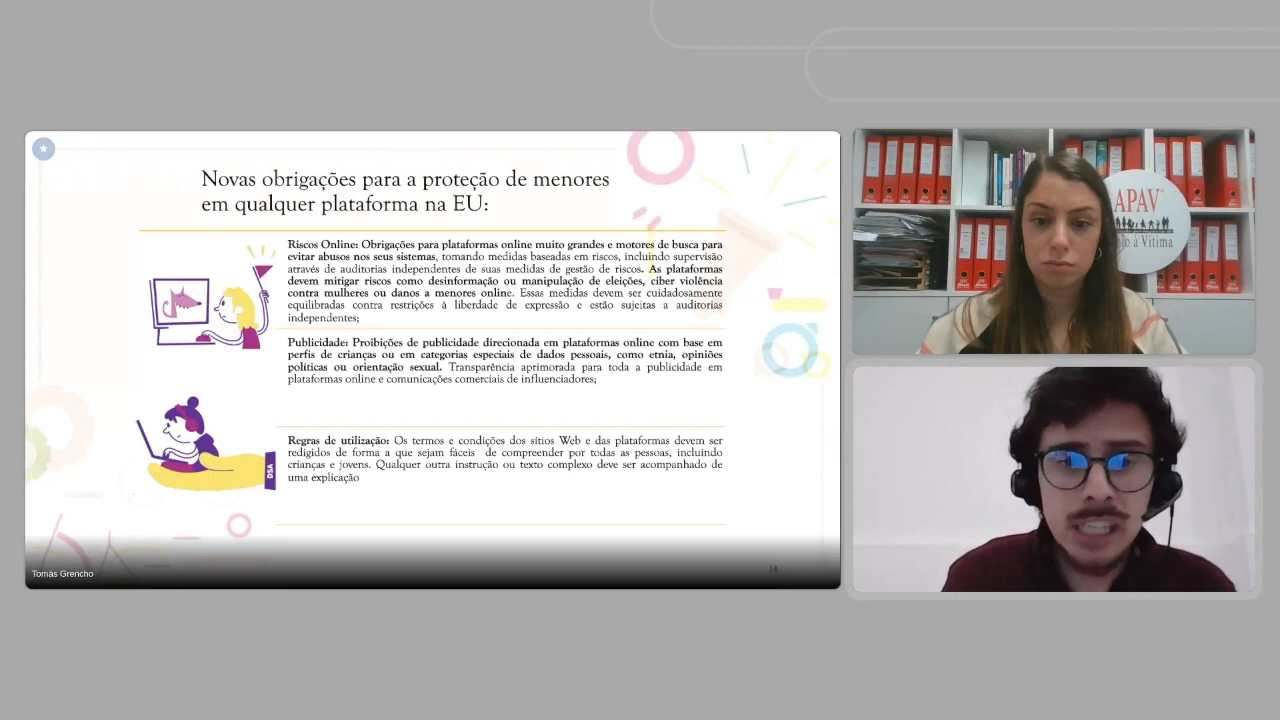 Novas obrigações para a proteção de menores
em qualquer plataforma na EU:
Riscos Online: Obrigações para plataformas online muito grandes e motores de busca para
evitar abusos nos seus sistemas, tomando medidas baseadas em riscos, incluindo supervisão
através de auditorias independentes de suas medidas de gestão de riscos. As plataformas
devem mitigar riscos como desinformação ou manipulação de eleições, ciber violência
contra mulheres ou danos a menores online. Essas medidas devem ser cuidadosamente
equilibradas contra restrições à liberdade de expressão e estão sujeitas a auditorias
independentes;
Publicidade: Proibições de publicidade direcionada em plataformas online com base em
perfis de crianças ou em categorias especiais de dados pessoais, como etnia, opiniões
políticas ou orientação sexual. Transparência aprimorada para toda a publicidade em
plataformas online e comunicações comerciais de influenciadores;
Regras de utilização: Os termos e condições dos sítios Web e das plataformas devem ser
redigidos de forma a que sejam fáceis de compreender por todas as pessoas, incluindo
crianças e jovens. Qualquer outra instrução ou texto complexo deve ser acompanhado de
uma explicação
DSA
14
Tomás Grencho
APAV
à Vítima